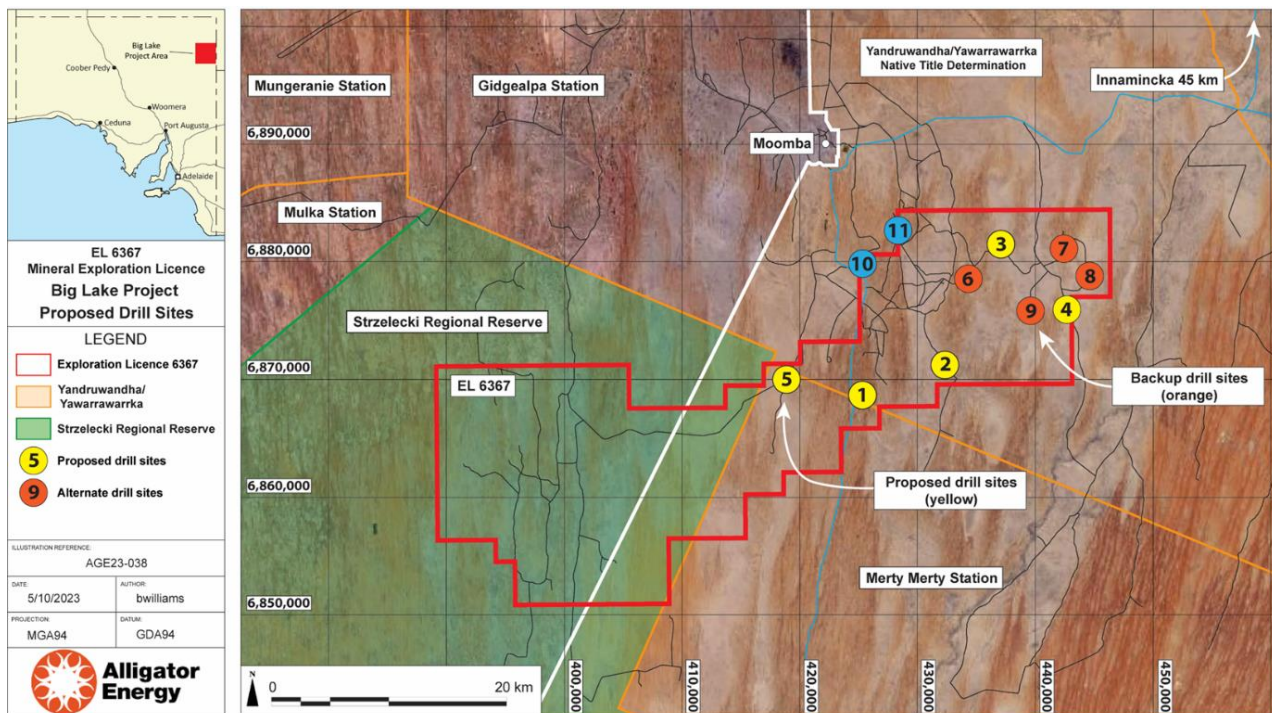 Big Lake
Project Area
Coober Pedy
Woomera
Ceduna
Port Augusta
Adelaide
EL 6367
Mineral Exploration Licence
Big Lake Project
Proposed Drill Sites
LEGEND
Exploration Licence 6367
Yandruwandha/
Yawarrawarrka
Strzelecki Regional Reserve
5 Proposed drill sites
9 Alternate drill sites
ILLUSTRATION REFERENCE:
AGE23-038
DATE:
5/10/2023
AUTHOR:
bwilliams
PROJECTION:
MGA94
DATUM:
GDA94
Alligator
Energy
Mungeranie Station
Gidgealpa Station
Yandruwandha/Yawarrawarrka
Native Title Determination
Innamincka 45 km
6,890,000
Moomba
Mulka Station
6,880,000
11
10
3
7
6
8
9
4
Strzelecki Regional Reserve
6,870,000
EL 6367
5
1
2
Backup drill sites
(orange)
6,860,000
Proposed drill sites
(yellow)
Merty Merty Station
6,850,000
N
0
20 km
400,000
410,000
420,000
430,000
440,000
450,000